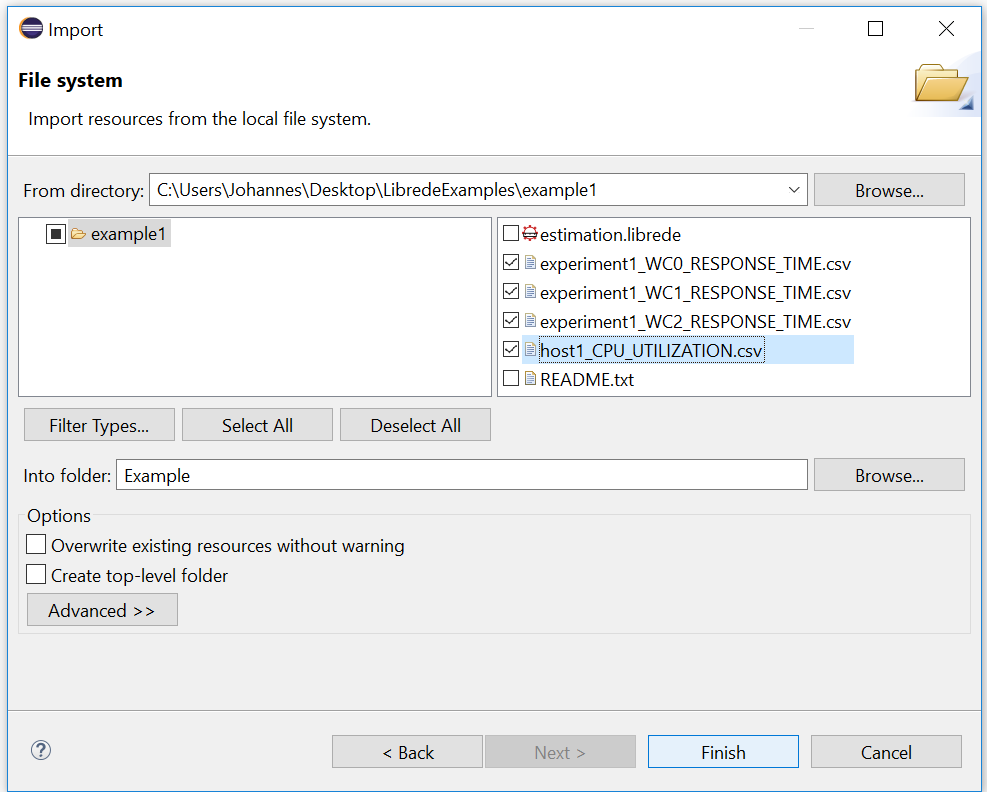 Import
File system
Import resources from the local file system.
From directory: C:\Users\Johannes\Desktop\LibredeExamples\example1 Browse...
example1
estimation.librede
experiment1_WC0_RESPONSE_TIME.csv
experiment1_WC1_RESPONSE_TIME.csv
experiment1_WC2_RESPONSE_TIME.csv
host1_CPU_UTILIZATION.csv
README.txt
Filter Types... Select All Deselect All
Into folder: Example Browse...
Options
Overwrite existing resources without warning
Create top-level folder
Advanced >>
? < Back Next > Finish Cancel